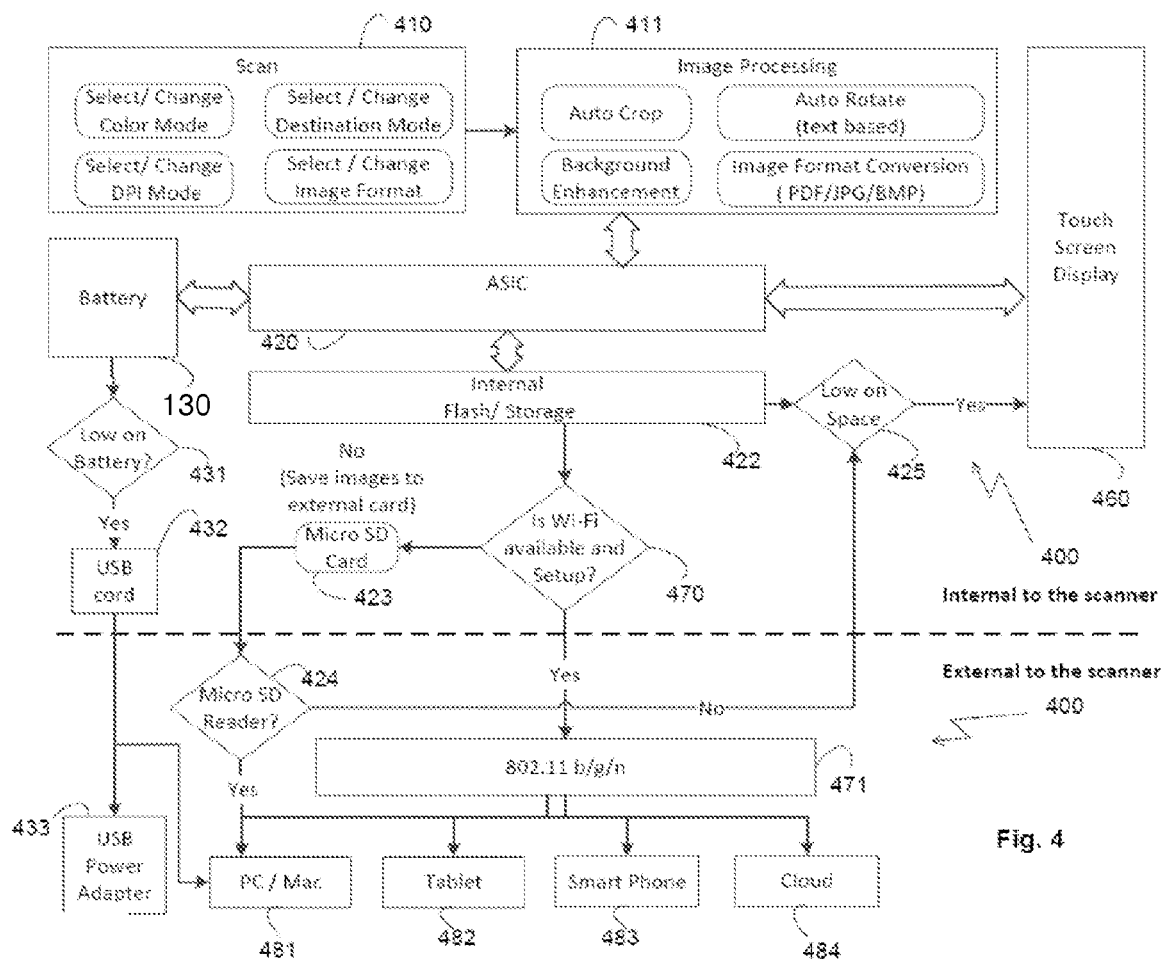 410
411
Scan
Select/ Change
Color Mode
Select / Change
Destination Mode
Select/ Change
DPI Mode
Select / Change
Image Format
Image Processing
Auto Crop
Auto Rotate
(text based)
Background
Enhancement
Image Format Conversion
( PDF/JPG/BMP)
Touch
Screen
Display
Battery
ASIC
420
130
Internal
Flash/ Storage
Low on
Space
Yes
Low on
Battery?
431
422
425
460
No
(Save images to
external card)
Yes
432
Micro SD
Card
423
Is Wi-Fi
available and
Setup?
470
400
USB
cord
Internal to the scanner
424
Yes
External to the scanner
Micro SD
Reader?
No
400
802.11 b/g/n
471
Yes
433
USB
Power
Adapter
Fig. 4
PC / Mac
Tablet
Smart Phone
Cloud
481
482
483
484